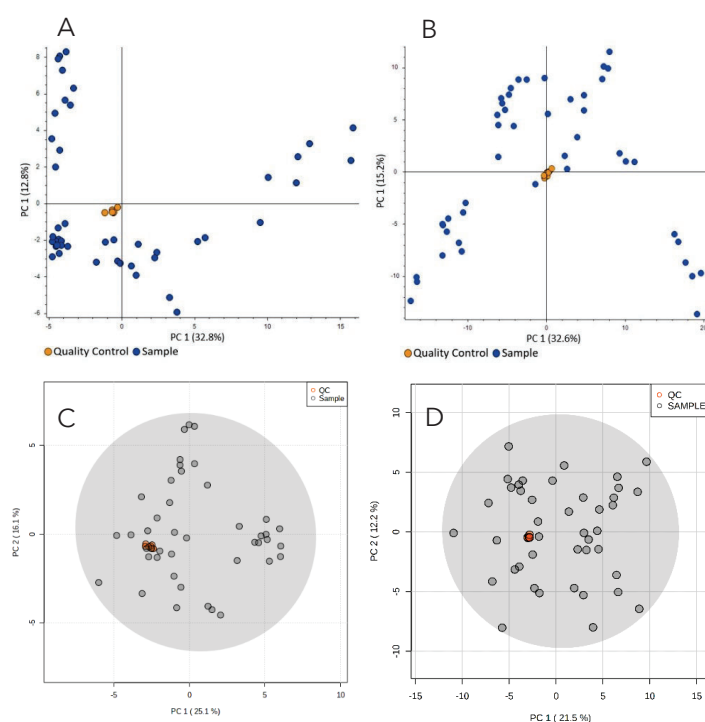 A
8
6
4
2
0
-2
-4
-6
-5
0
5
10
15
PC 1 (12.8%)
PC 1 (32.8%)
Quality Control Sample
B
10
5
0
-5
-10
-10
0
10
20
PC 1 (15.2%)
PC 1 (32.6%)
Quality Control Sample
C
QC
Sample
5
0
-5
-5
0
5
10
PC 2 ( 16.1 %)
PC 1 ( 25.1 %)
D
QC
SAMPLE
10
5
0
-5
-10
-15
-10
-5
0
5
10
15
PC 2 ( 12.2 %)
PC 1 ( 21.5 %)